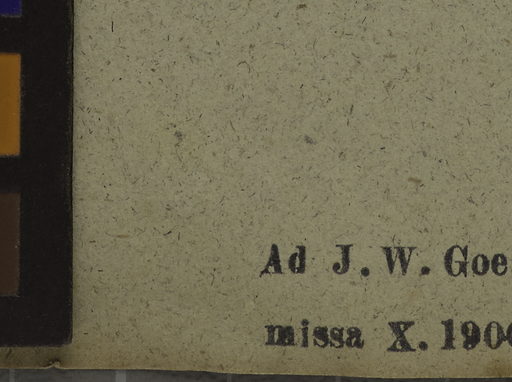 Ad J. W. Goe
missa X. 190